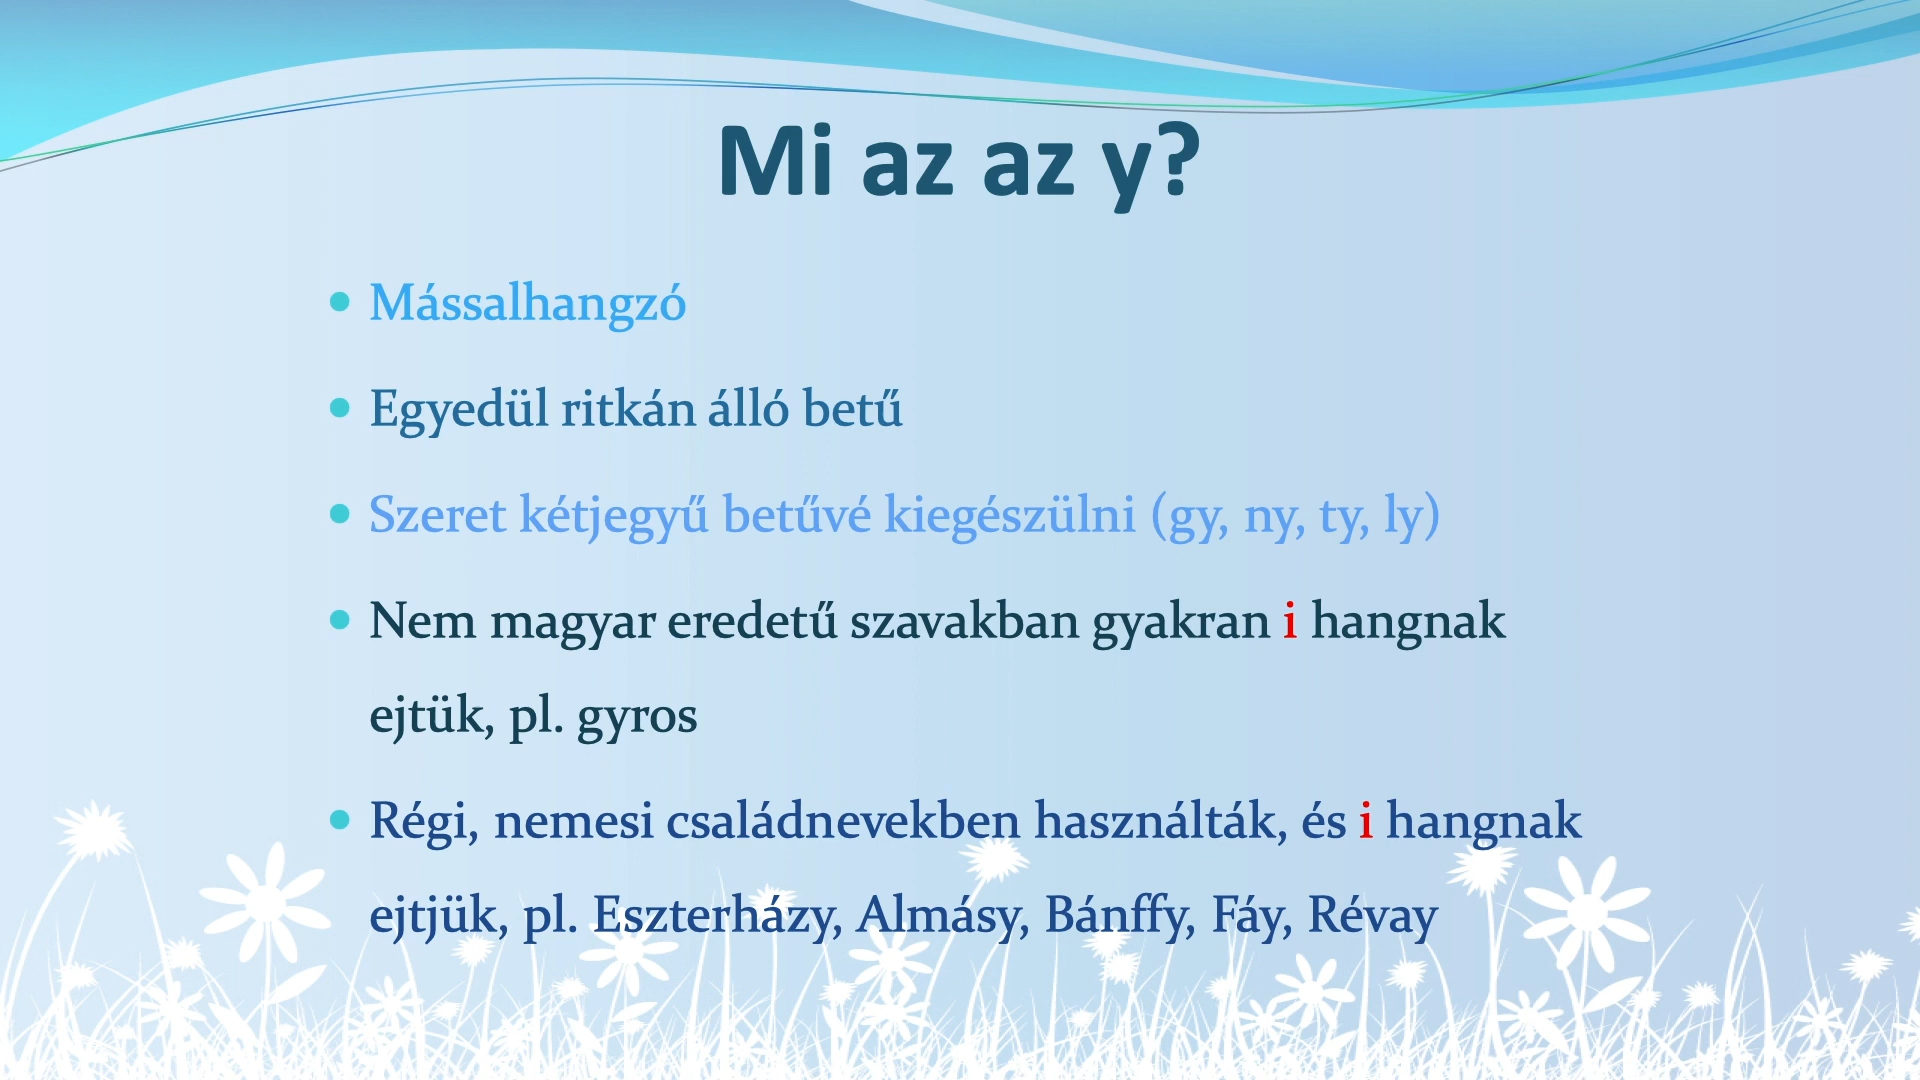 Mi az az y?
• Mássalhangzó
• Egyedül ritkán álló betű
• Szeret kétjegyű betűvé kiegészülni (gy, ny, ty, ly)
• Nem magyar eredetű szavakban gyakran i hangnak
ejtük, pl. gyros
• Régi, nemesi családnevekben használták, és i hangnak
ejtjük, pl. Eszterházy, Almásy, Bánffy, Fáy, Révay